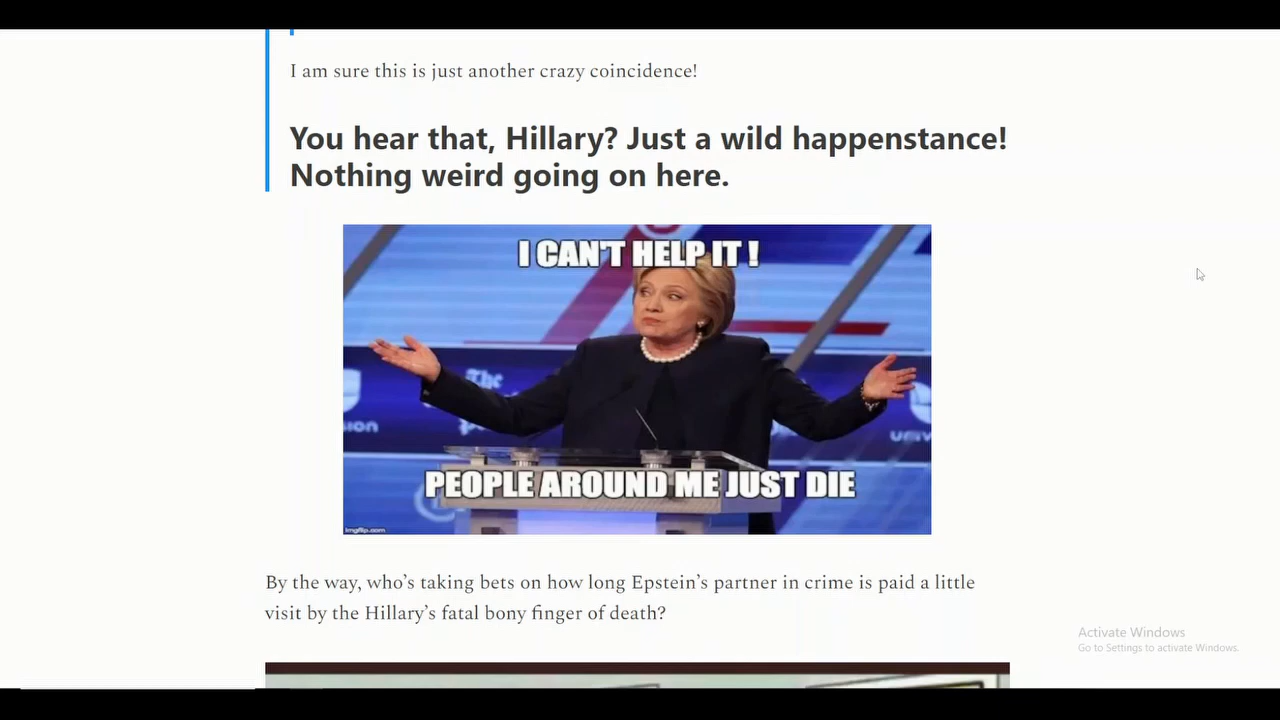 I am sure this is just another crazy coincidence!
You hear that, Hillary? Just a wild happenstance!
Nothing weird going on here.
I CAN'T HELP IT !
The
SION
UNIV
PEOPLE AROUND ME JUST DIE
imgflip.com
By the way, who's taking bets on how long Epstein's partner in crime is paid a little
visit by the Hillary's fatal bony finger of death?
Activate Windows
Go to Settings to activate Windows.